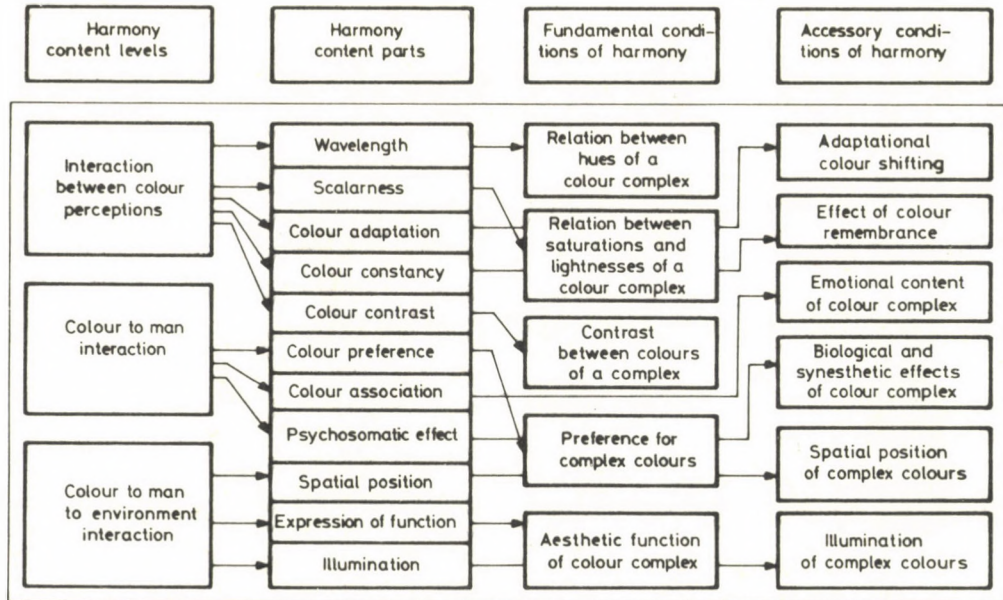 Harmony
content levels
Harmony
content parts
Fundamental condi-
tions of harmony
Accessory condi-
tions of harmony
Interaction
between colour
perceptions
Colour to man
interaction
Colour to man
to environment
interaction
Wavelength
Scalarness
Colour adaptation
Colour constancy
Colour contrast
Colour preference
Colour association
Psychosomatic effect
Spatial position
Expression of function
Illumination
Relation between
hues of a
colour complex
Relation between
saturations and
lightnesses of a
colour complex
Contrast
between colours
of a complex
Preference for
complex colours
Aesthetic function
of colour complex
Adaptational
colour shifting
Effect of colour
remembrance
Emotional content
of colour complex
Biological and
synesthetic effects
of colour complex
Spatial position
of complex colours
Illumination
of complex colours